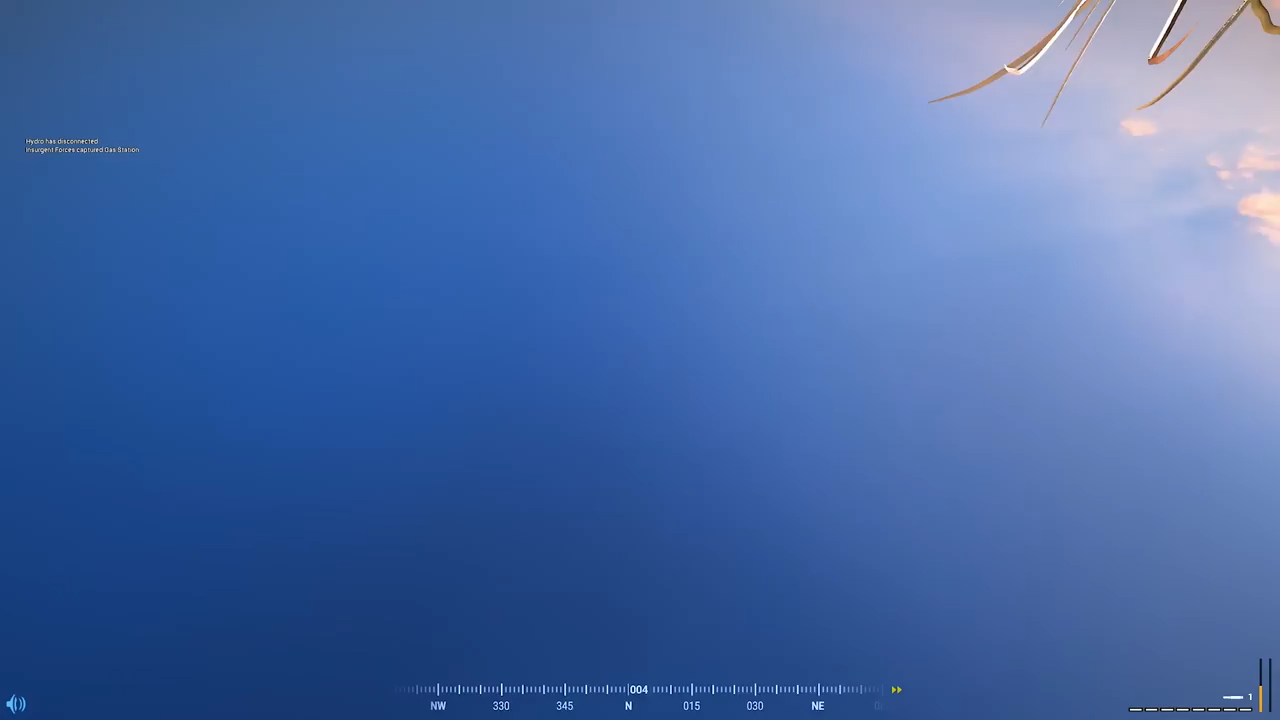 Hydro has disconnected
Insurgent Forces captured Gas Station
004
NW 330 345 N 015 030 NE
1